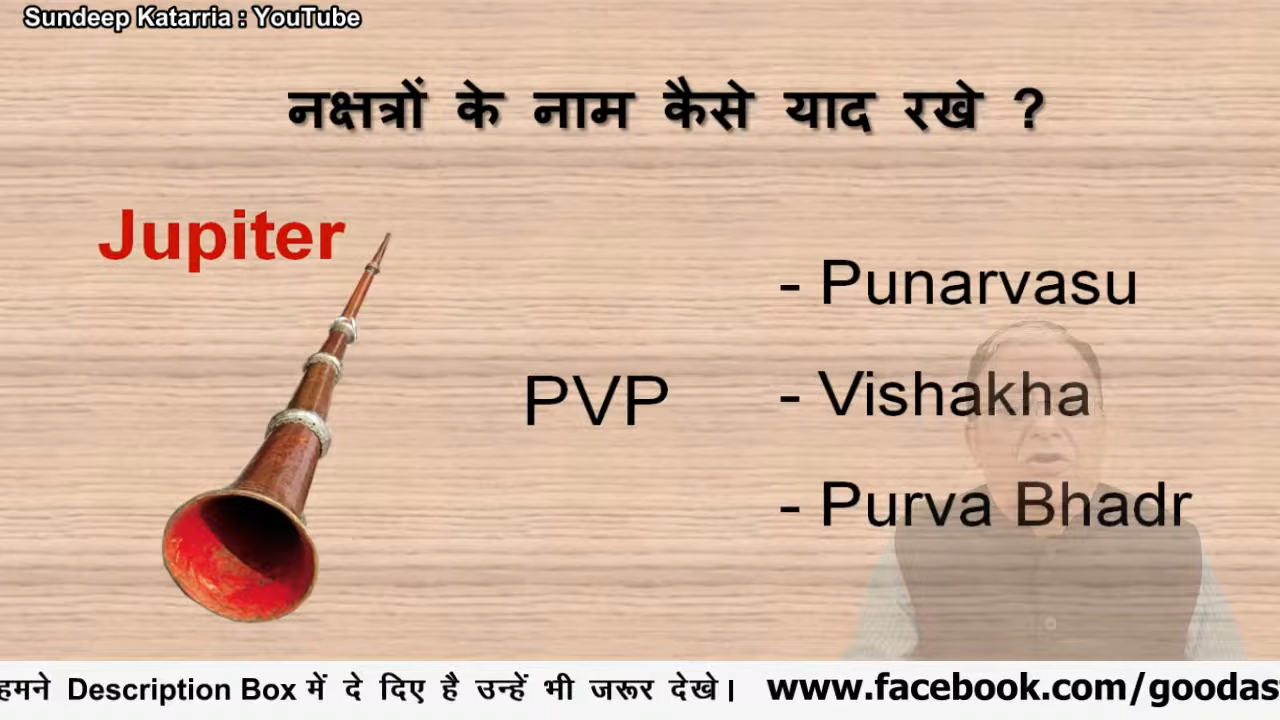 Sundeep Katarria : YouTube
नक्षत्रों के नाम कैसे याद रखे ?
Jupiter
- Punarvasu
PVP
- Vishakha
- Purva Bhadr
हमने Description Box में दे दिए है उन्हें भी जरूर देखे। www.facebook.com/goodas